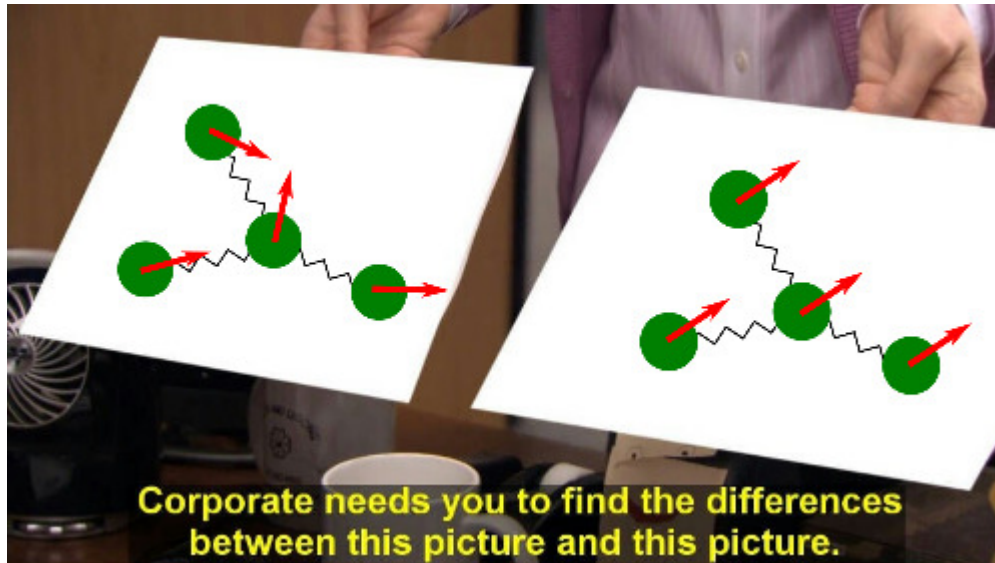 Corporate needs you to find the differences
between this picture and this picture.